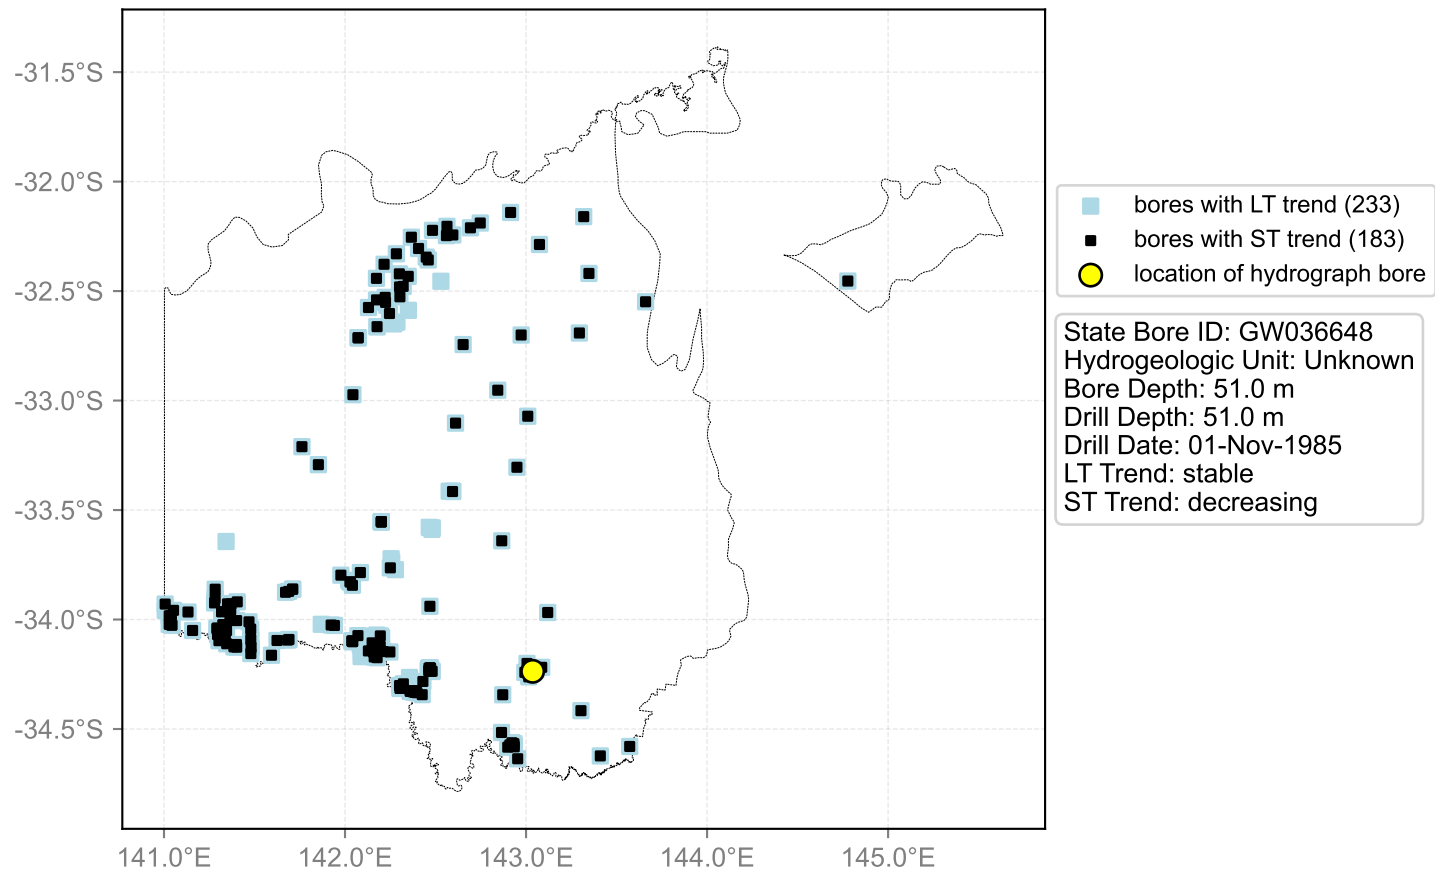 -31.5°S
-32.0°S
-32.5°S
-33.0°S
-33.5°S
-34.0°S
-34.5°S
141.0°E
142.0°E
143.0°E
144.0°E
145.0°E
bores with LT trend (233)
bores with ST trend (183)
location of hydrograph bore
State Bore ID: GW036648
Hydrogeologic Unit: Unknown
Bore Depth: 51.0 m
Drill Depth: 51.0 m
Drill Date: 01-Nov-1985
LT Trend: stable
ST Trend: decreasing